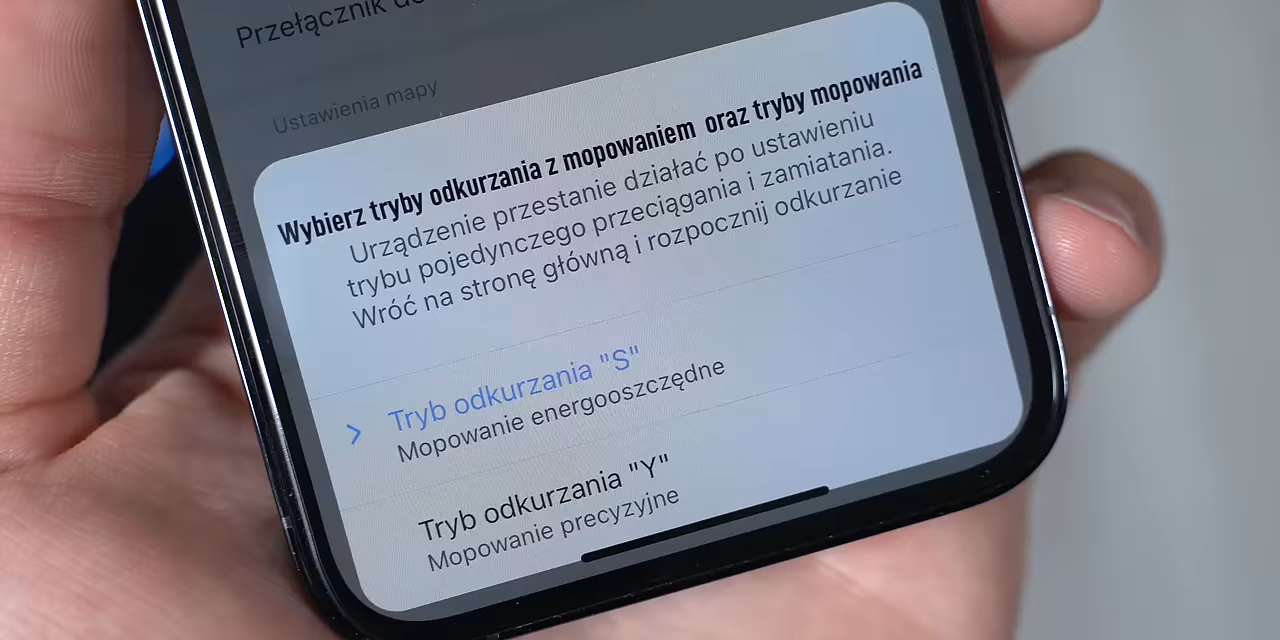 Przełącznik do
Ustawienia mapy
Wybierz tryby odkurzania z mopowaniem oraz tryby mopowania
Urządzenie przestanie działać po ustawieniu
trybu pojedynczego przeciągania i zamiatania.
Wróć na stronę główną i rozpocznij odkurzanie
Tryb odkurzania "S"
Mopowanie energooszczędne
Tryb odkurzania "Y"
Mopowanie precyzyjne